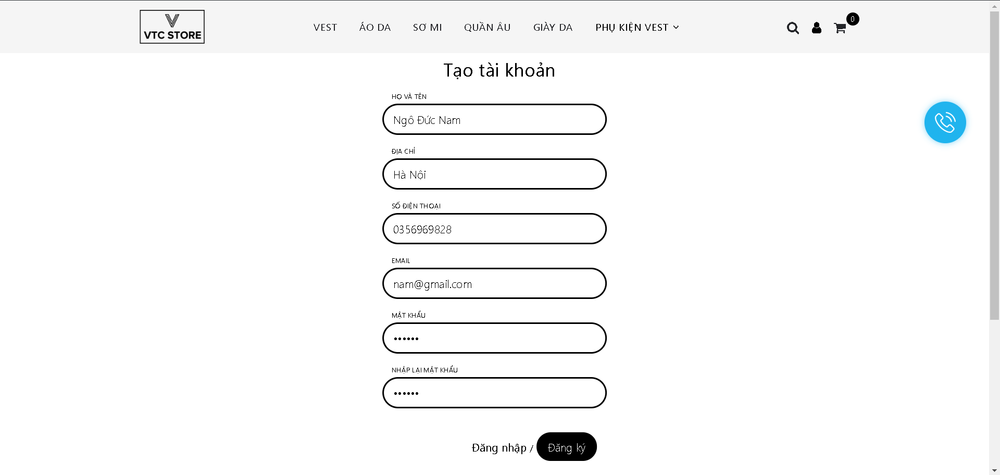 VTC STORE
VEST ÁO DA SƠ MI QUẦN ÂU GIÀY DA PHỤ KIỆN VEST 0
Tạo tài khoản
HỌ VÀ TÊN
Ngô Đức Nam
ĐỊA CHỈ
Hà Nội
SỐ ĐIỆN THOẠI
0356969828
EMAIL
nam@gmail.com
MẬT KHẨU
••••••
NHẬP LẠI MẬT KHẨU
••••••
Đăng nhập / Đăng ký